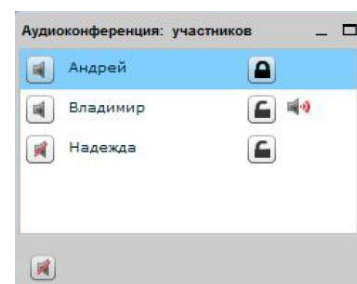 Аудиоконференция: участников
Андрей
Владимир
Надежда